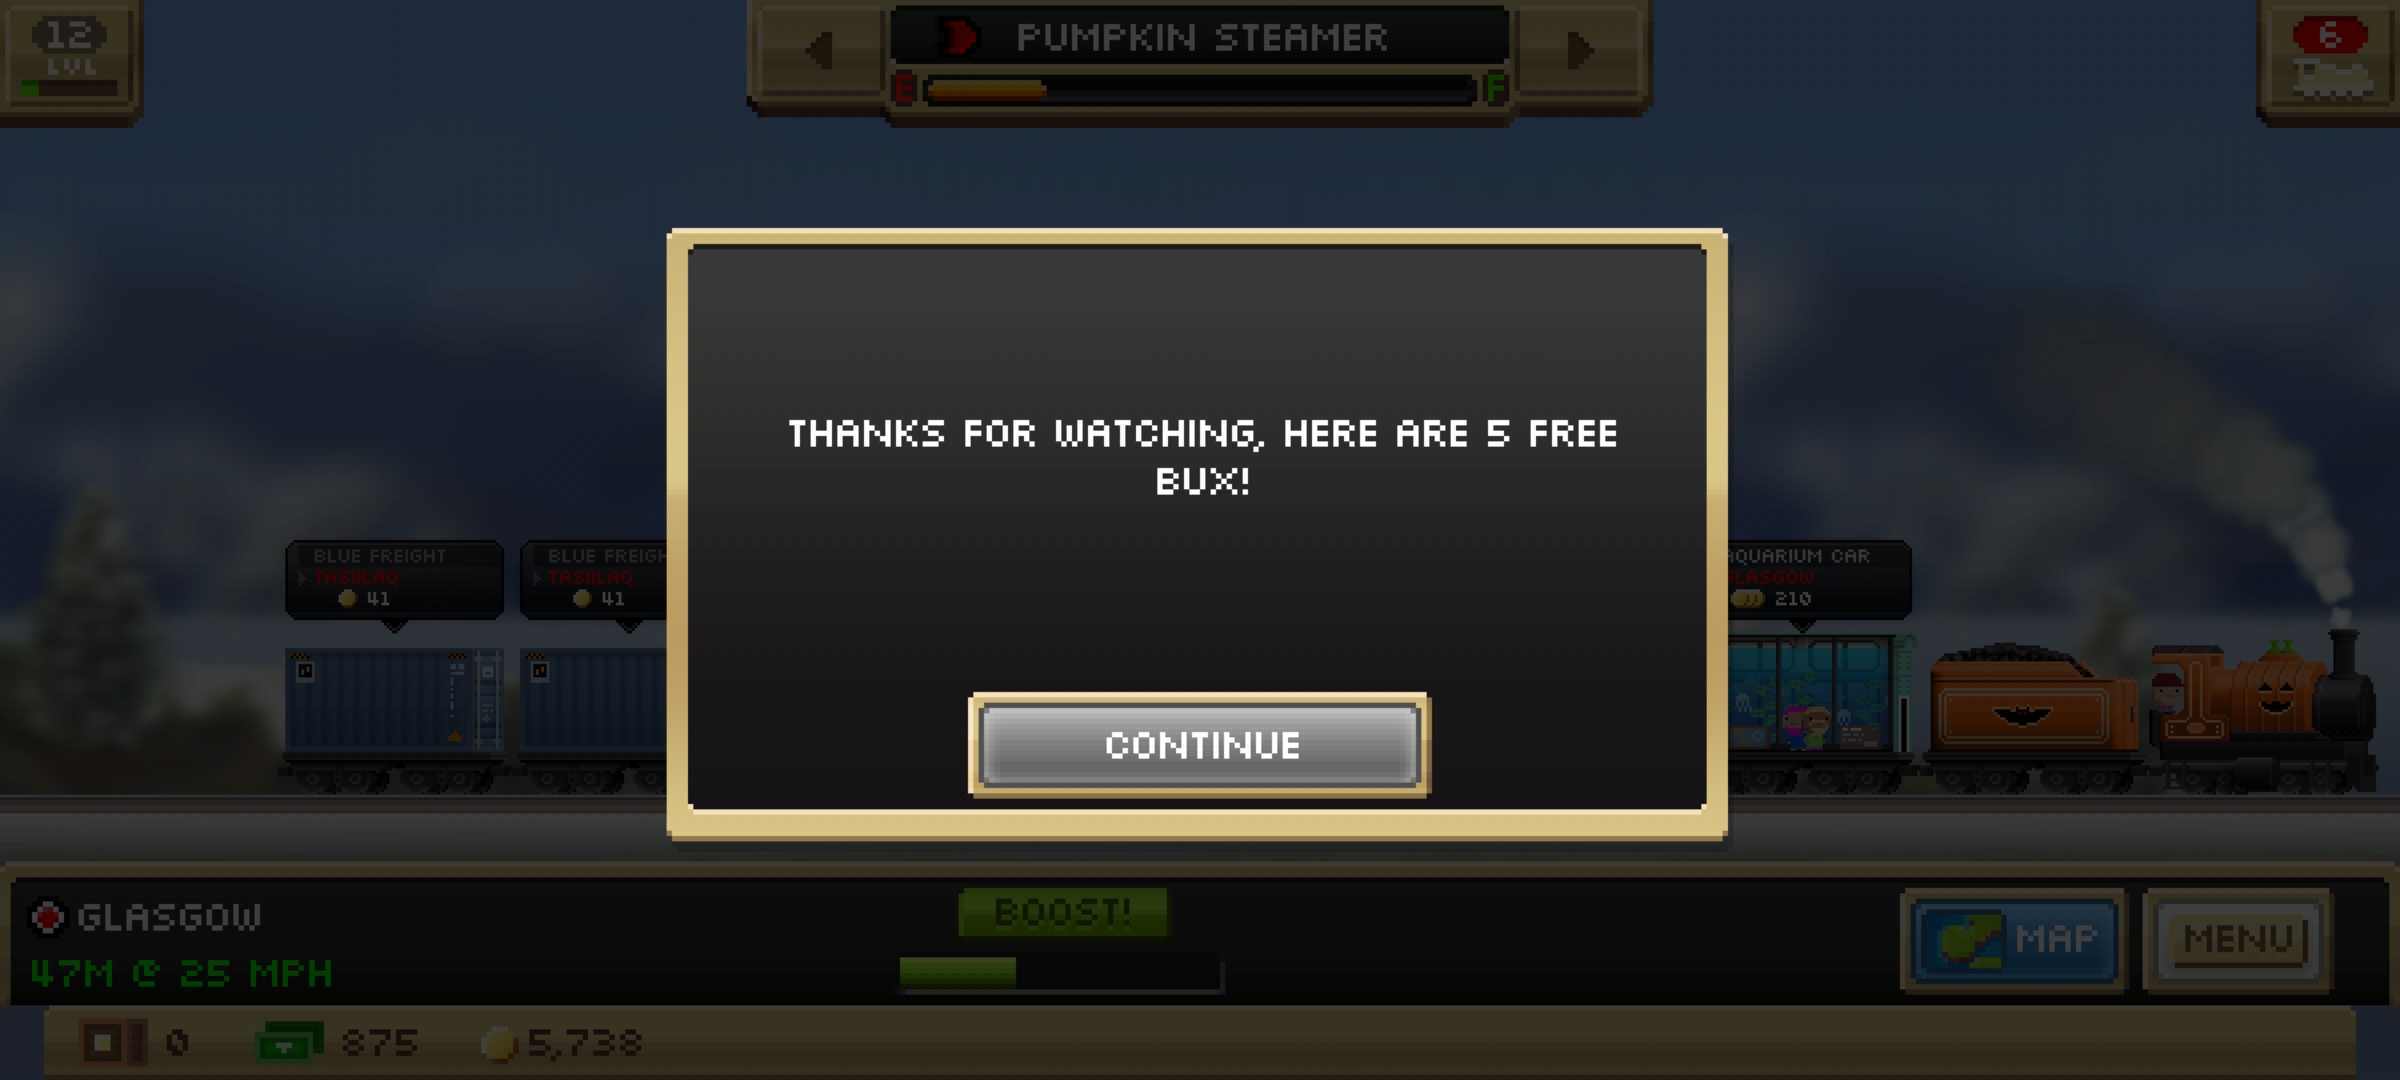 12
LVL
PUMPKIN STEAMER
E
F
6
THANKS FOR WATCHING, HERE ARE 5 FREE
BUX!
CONTINUE
BLUE FREIGHT
TASIILAQ
41
BLUE FREIGH
TASIILAQ
41
AQUARIUM CAR
GLASGOW
210
GLASGOW
47M @ 25 MPH
BOOST!
MAP
MENU
0
875
5,738